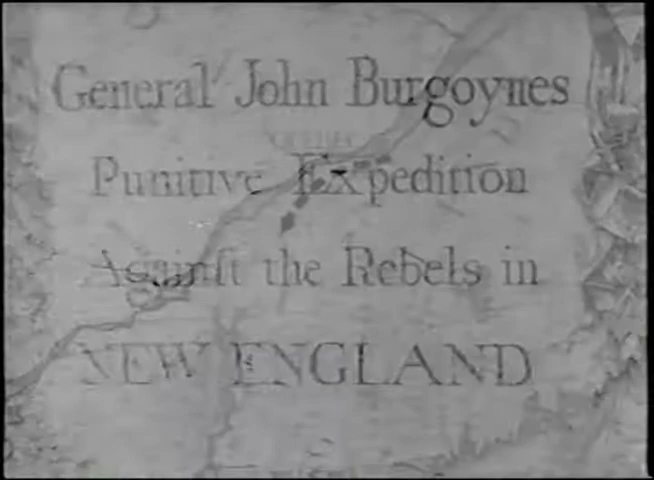 General John Burgoynes
Punitive Expedition
Againſt the Rebels in
NEW ENGLAND